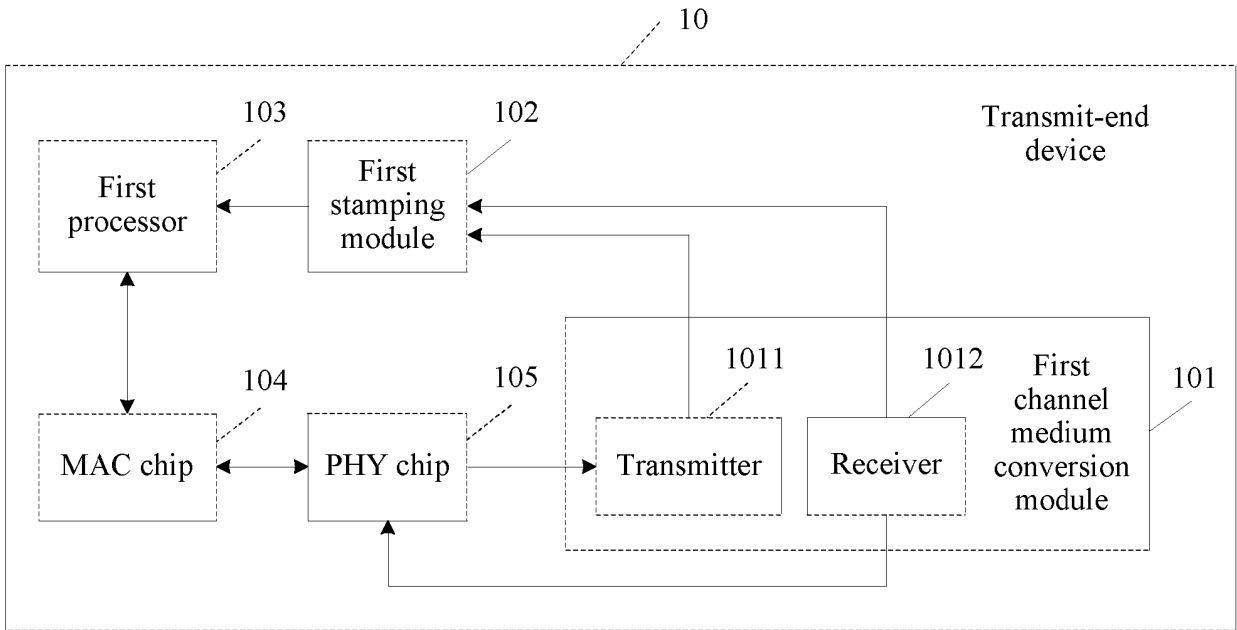 10
Transmit-end
device
103
First
processor
102
First
stamping
module
104
MAC chip
105
PHY chip
1011
Transmitter
1012
Receiver
First
channel
medium
conversion
module
101